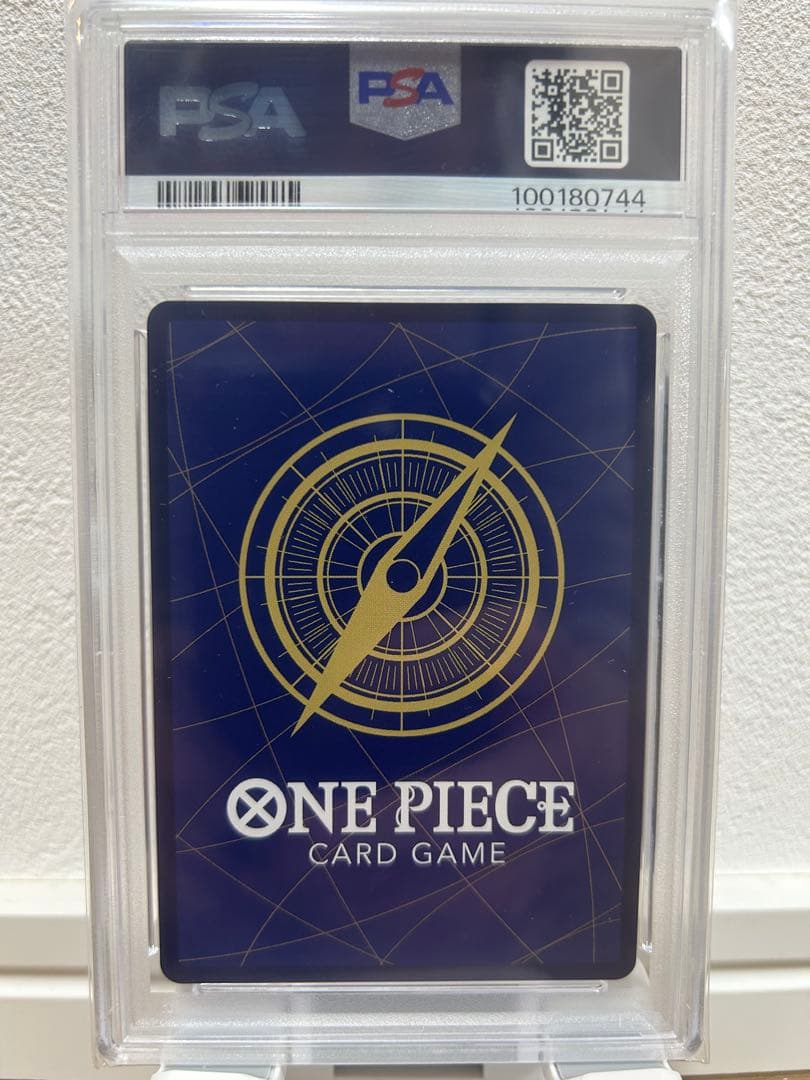 PSA
PSA
100180744
ONE PIECE
CARD GAME